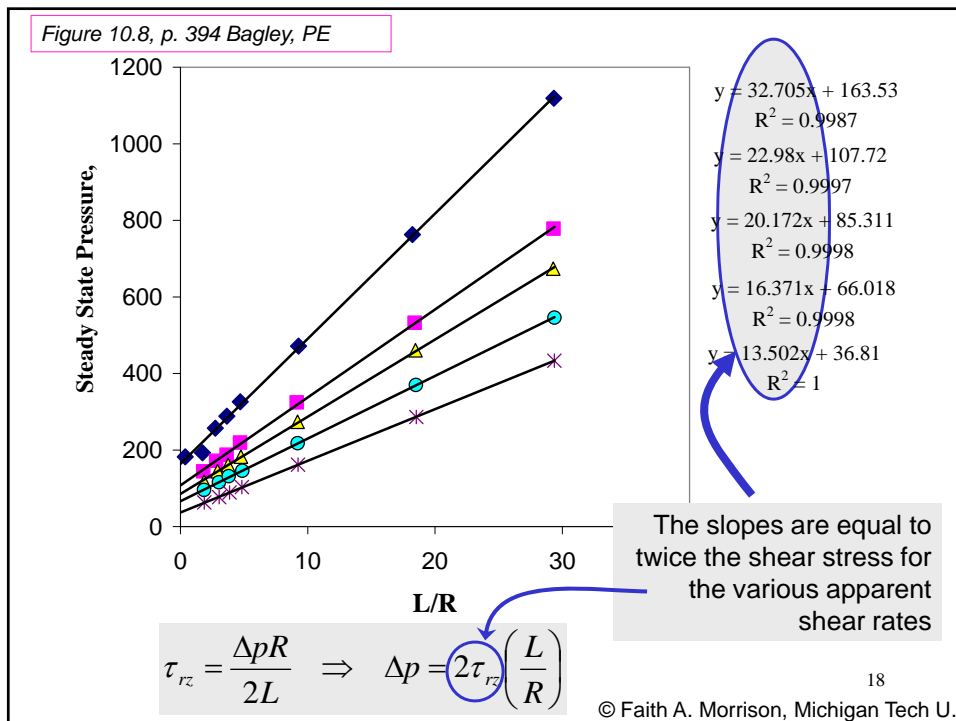 Figure 10.8, p. 394 Bagley, PE
1200
1000
800
600
400
200
0
Steady State Pressure,
0 10 20 30
L/R
y = 32.705x + 163.53
R² = 0.9987
y = 22.98x + 107.72
R² = 0.9997
y = 20.172x + 85.311
R² = 0.9998
y = 16.371x + 66.018
R² = 0.9998
y = 13.502x + 36.81
R² = 1
The slopes are equal to
twice the shear stress for
the various apparent
shear rates
τ_rz = ΔpR / 2L ⇒ Δp = 2τ_rz (L / R)
18
© Faith A. Morrison, Michigan Tech U.